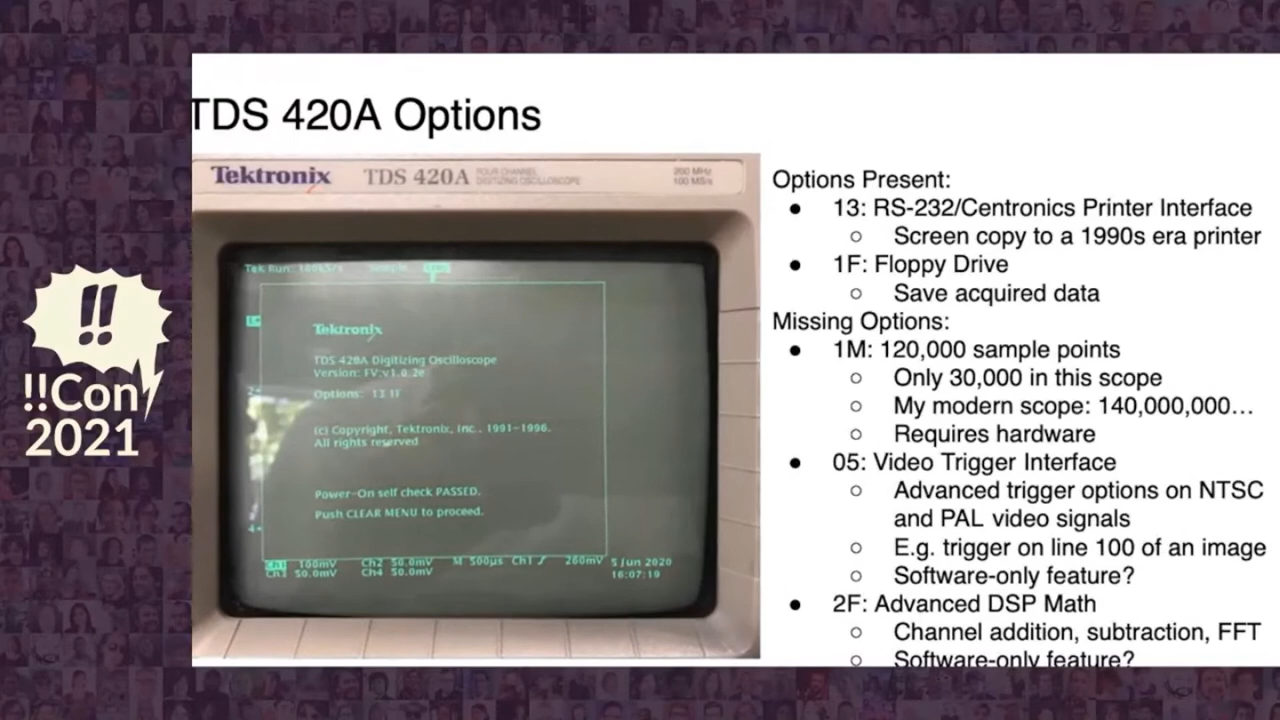 TDS 420A Options
Tektronix TDS 420A FOUR CHANNEL DIGITIZING OSCILLOSCOPE 200 MHz 100 MS/s
Tek Run: 100kS/s Sample
Tektronix
TDS 420A Digitizing Oscilloscope
Version: FV:v1.0.2e
Options: 13 1F
(c) Copyright, Tektronix, Inc., 1991-1996.
All rights reserved
Power-On self check PASSED.
Push CLEAR MENU to proceed.
Ch1 100mV Ch2 50.0mV M 500µs Ch1 260mV 5 Jun 2020
Ch3 50.0mV Ch4 50.0mV 16:07:19
Options Present:
● 13: RS-232/Centronics Printer Interface
○ Screen copy to a 1990s era printer
● 1F: Floppy Drive
○ Save acquired data
Missing Options:
● 1M: 120,000 sample points
○ Only 30,000 in this scope
○ My modern scope: 140,000,000…
○ Requires hardware
● 05: Video Trigger Interface
○ Advanced trigger options on NTSC
and PAL video signals
○ E.g. trigger on line 100 of an image
○ Software-only feature?
● 2F: Advanced DSP Math
○ Channel addition, subtraction, FFT
○ Software-only feature?
!!
!!Con
2021